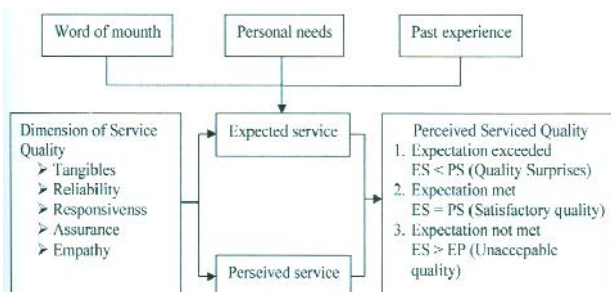 Word of mounth
Personal needs
Past experience
Dimension of Service
Quality
➢ Tangibles
➢ Reliability
➢ Responsivenss
➢ Assurance
➢ Empathy
Expected service
Perseived service
Perceived Serviced Quality
1. Expectation exceeded
ES < PS (Quality Surprises)
2. Expectation met
ES = PS (Satisfactory quality)
3. Expectation not met
ES > EP (Unaccepable
quality)